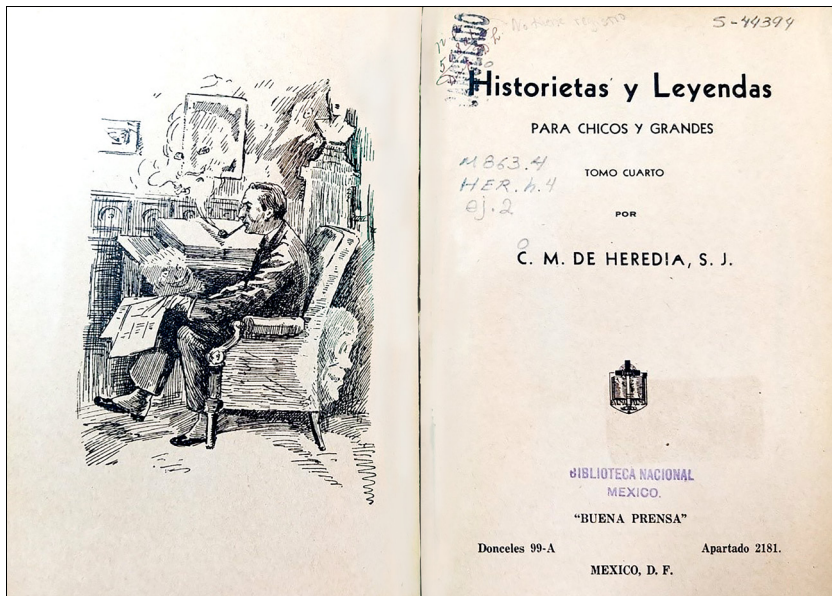 S-44394
Historietas y Leyendas
PARA CHICOS Y GRANDES
M863.4
HER.h.4
ej.2
TOMO CUARTO
POR
C. M. DE HEREDIA, S. J.
BIBLIOTECA NACIONAL
MEXICO.
"BUENA PRENSA"
Donceles 99-A Apartado 2181.
MEXICO, D. F.